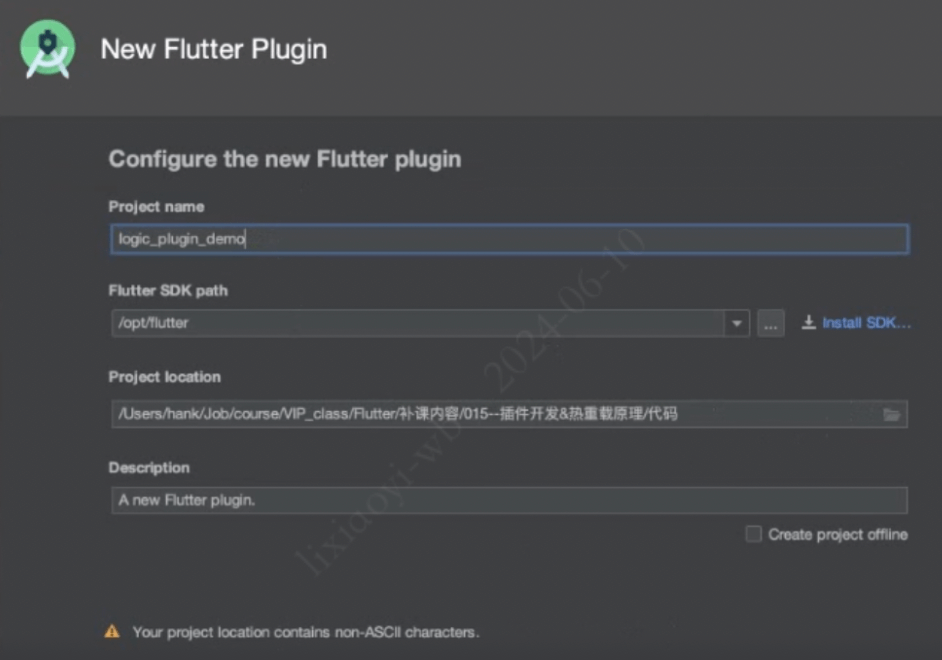 New Flutter Plugin
Configure the new Flutter plugin
Project name
logic_plugin_demo
Flutter SDK path
/opt/flutter
...
Install SDK...
Project location
/Users/hank/Job/course/VIP_class/Flutter/补课内容/015--插件开发&热重载原理/代码
Description
A new Flutter plugin.
Create project offline
Your project location contains non-ASCII characters.
lixiaoyi-wb 2024-06-10